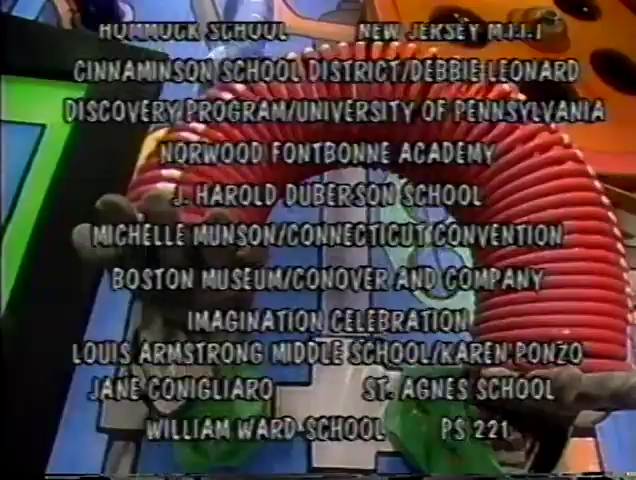 HOMMOCK SCHOOL NEW JERSEY M.I.I.T
CINNAMINSON SCHOOL DISTRICT/DEBBIE LEONARD
DISCOVERY PROGRAM/UNIVERSITY OF PENNSYLVANIA
NORWOOD FONTBONNE ACADEMY
J. HAROLD DUBERSON SCHOOL
MICHELLE MUNSON/CONNECTICUT CONVENTION
BOSTON MUSEUM/CONOVER AND COMPANY
IMAGINATION CELEBRATION
LOUIS ARMSTRONG MIDDLE SCHOOL/KAREN PONZO
JANE CONIGLIARO ST. AGNES SCHOOL
WILLIAM WARD SCHOOL PS 221